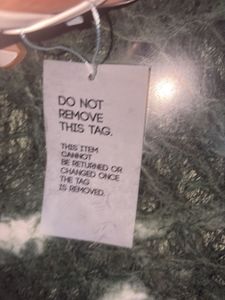 DO NOT
REMOVE
THIS TAG.
THIS ITEM
CANNOT
BE RETURNED OR
CHANGED ONCE
THE TAG
IS REMOVED.